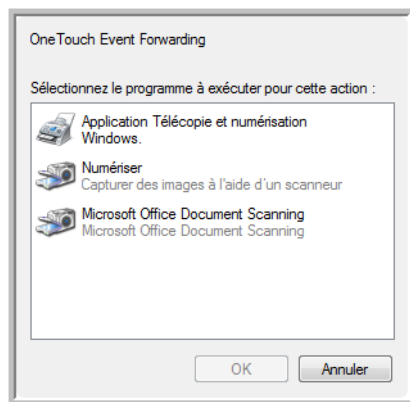 OneTouch Event Forwarding
Sélectionnez le programme à exécuter pour cette action :
Application Télécopie et numérisation
Windows.
Numériser
Capturer des images à l'aide d'un scanneur
Microsoft Office Document Scanning
Microsoft Office Document Scanning
OK
Annuler